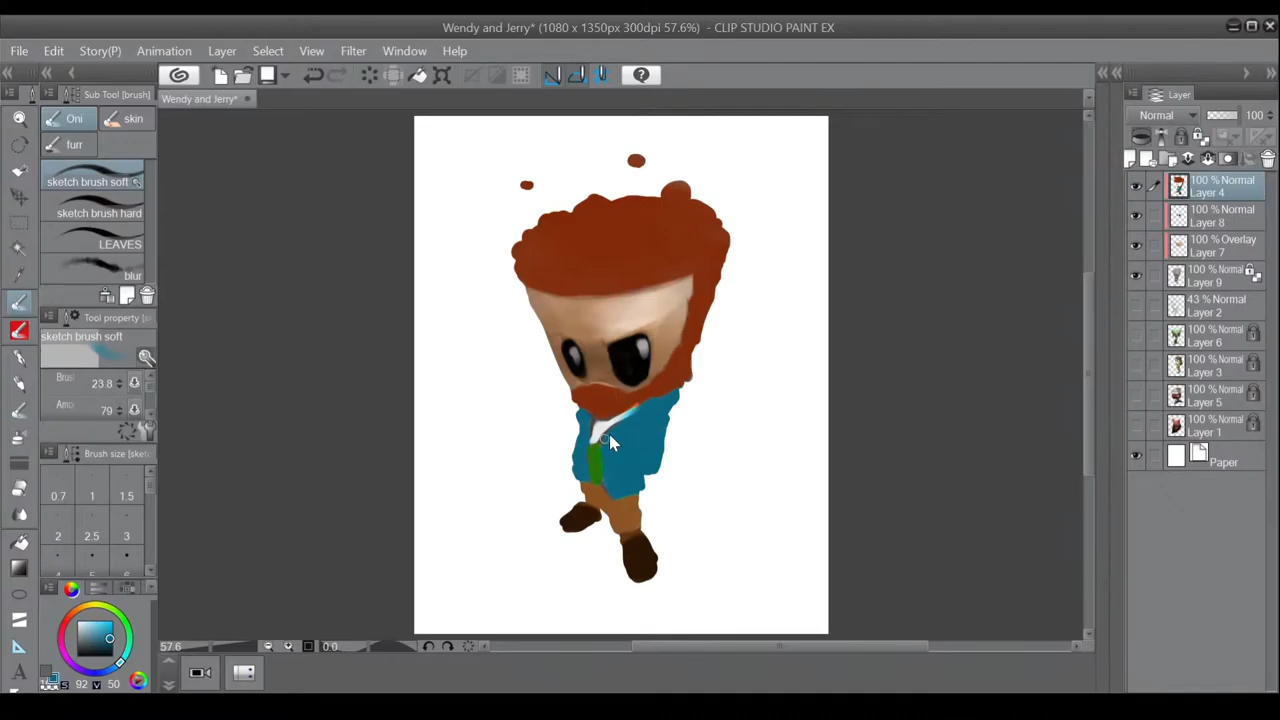 Wendy and Jerry* (1080 x 1350px 300dpi 57.6%) - CLIP STUDIO PAINT EX
File Edit Story(P) Animation Layer Select View Filter Window Help
Sub Tool [brush]
Wendy and Jerry*
Layer
Oni
skin
Normal
100
furr
sketch brush soft
sketch brush hard
LEAVES
blur
Tool property [s
sketch brush soft
Brus
23.8
Amo
79
Brush size [sketc
0.7 1 1.5
2 2.5 3
S 92 V 50
57.6
0.0
100 % Normal
Layer 4
100 % Normal
Layer 8
100 % Overlay
Layer 7
100 % Normal
Layer 9
43 % Normal
Layer 2
100 % Normal
Layer 6
100 % Normal
Layer 3
100 % Normal
Layer 5
100 % Normal
Layer 1
Paper